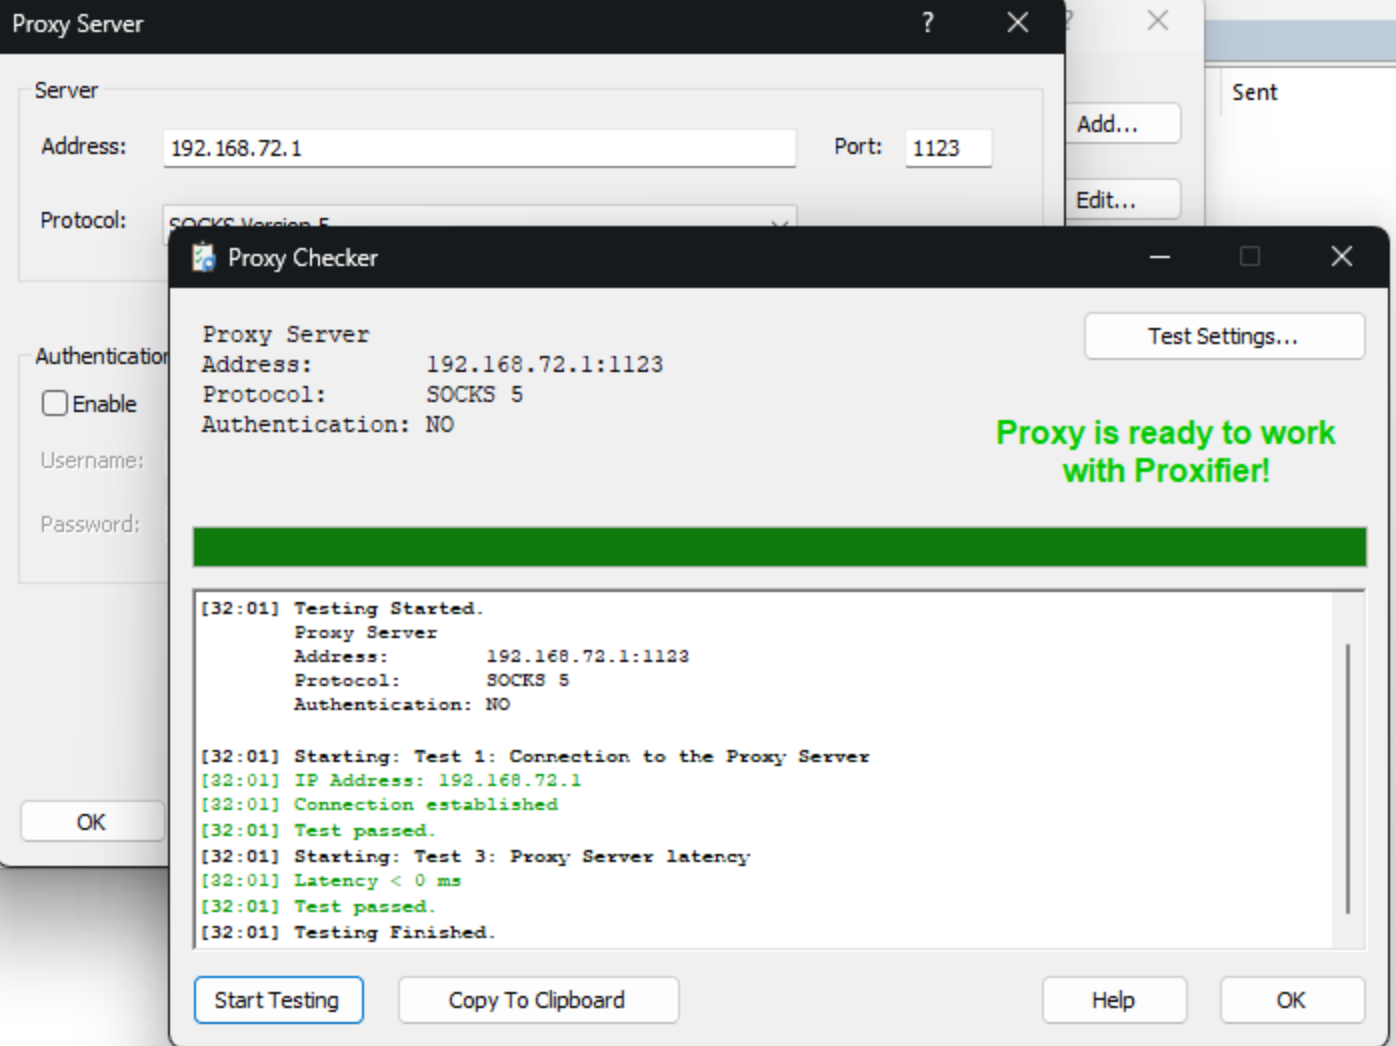 Proxy Server
?
?
Server
Address:
192.168.72.1
Port:
1123
Protocol:
SOCKS Version 5
Add...
Edit...
Sent
Authentication
Enable
Username:
Password:
OK
Proxy Checker
Proxy Server
Address: 192.168.72.1:1123
Protocol: SOCKS 5
Authentication: NO
Test Settings...
Proxy is ready to work
with Proxifier!
[32:01] Testing Started.
Proxy Server
Address: 192.168.72.1:1123
Protocol: SOCKS 5
Authentication: NO
[32:01] Starting: Test 1: Connection to the Proxy Server
[32:01] IP Address: 192.168.72.1
[32:01] Connection established
[32:01] Test passed.
[32:01] Starting: Test 3: Proxy Server latency
[32:01] Latency < 0 ms
[32:01] Test passed.
[32:01] Testing Finished.
Start Testing
Copy To Clipboard
Help
OK